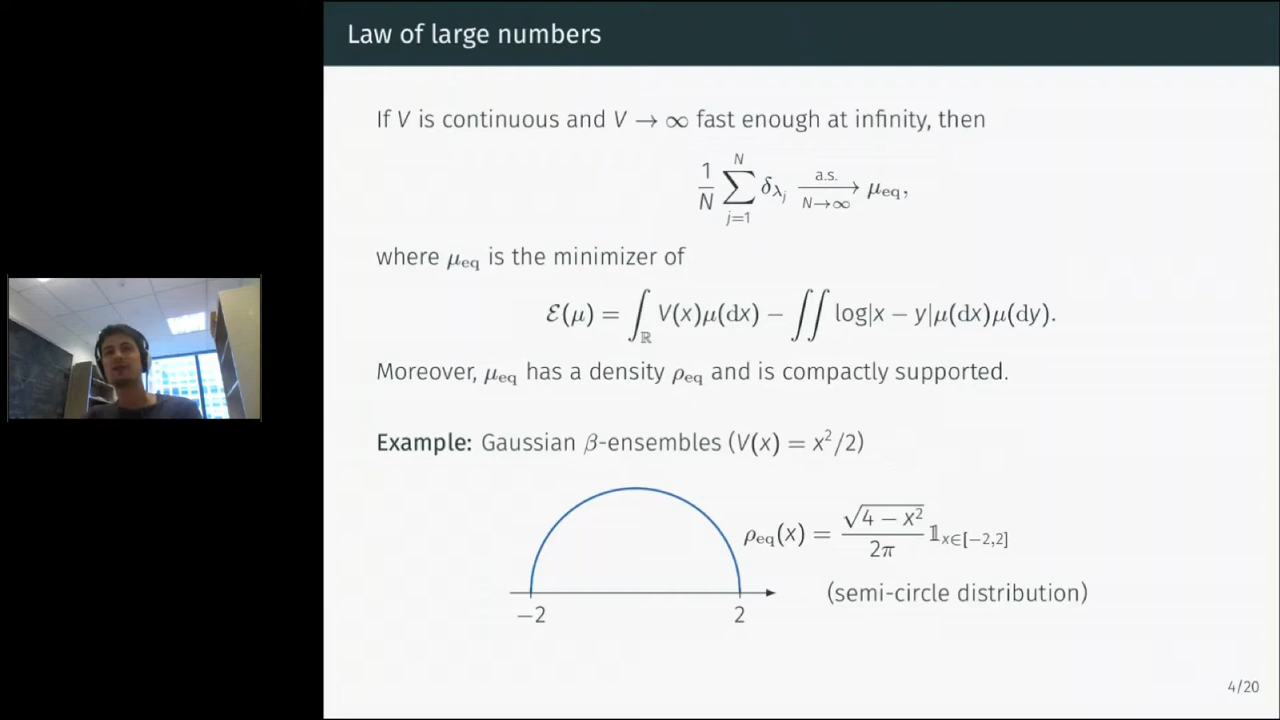 Law of large numbers
If V is continuous and V → ∞ fast enough at infinity, then
1/N ∑_{j=1}^{N} δ_{λ_j} \xrightarrow[N→∞]{a.s.} μ_eq,
where μ_eq is the minimizer of
ℰ(μ) = ∫_ℝ V(x)μ(dx) − ∬ log|x − y|μ(dx)μ(dy).
Moreover, μ_eq has a density ρ_eq and is compactly supported.
Example: Gaussian β-ensembles (V(x) = x²/2)
ρ_eq(x) = √(4 − x²)/2π 𝟙_{x∈[−2,2]}
(semi-circle distribution)
−2 2
4/20